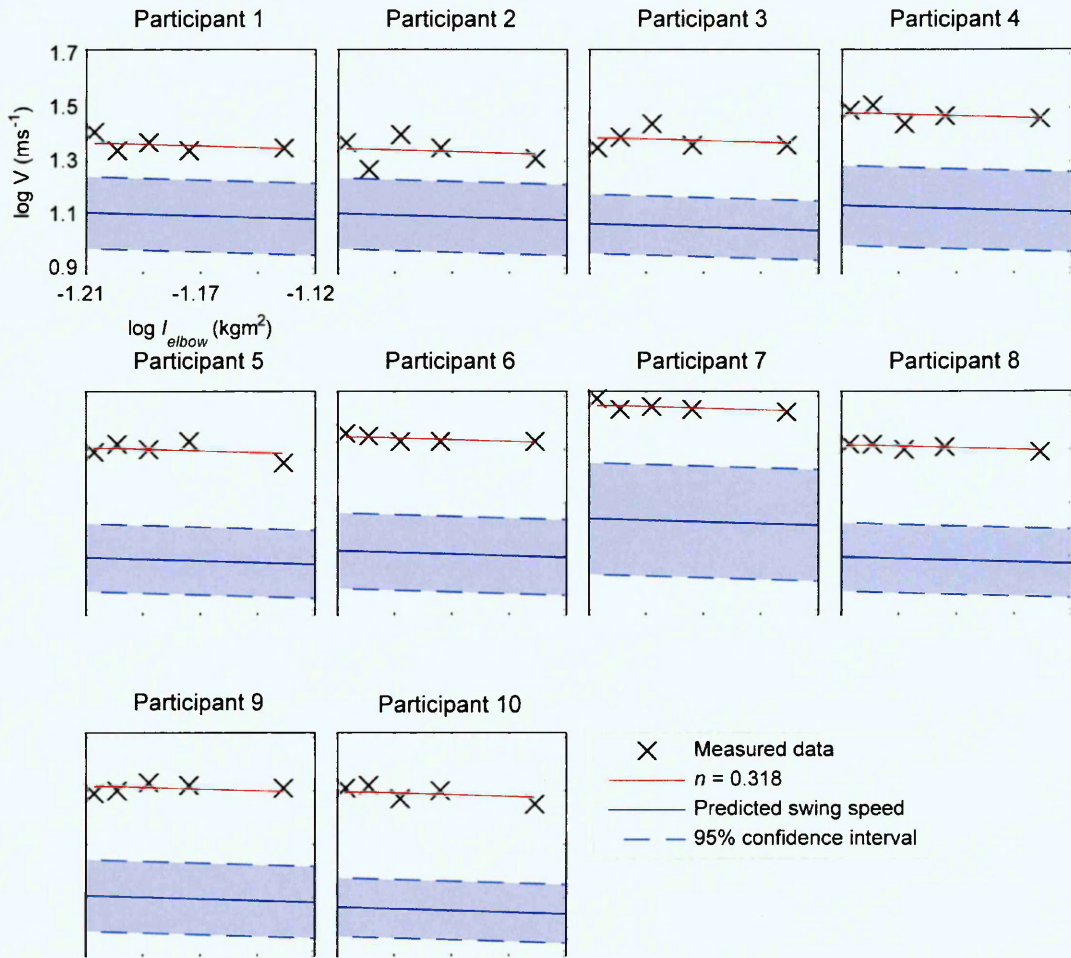 Participant 1
Participant 2
Participant 3
Participant 4
1.7
1.5
1.3
1.1
0.9
log V (ms⁻¹)
-1.21
-1.17
-1.12
log I_elbow (kgm²)
Participant 5
Participant 6
Participant 7
Participant 8
Participant 9
Participant 10
Measured data
n = 0.318
Predicted swing speed
95% confidence interval